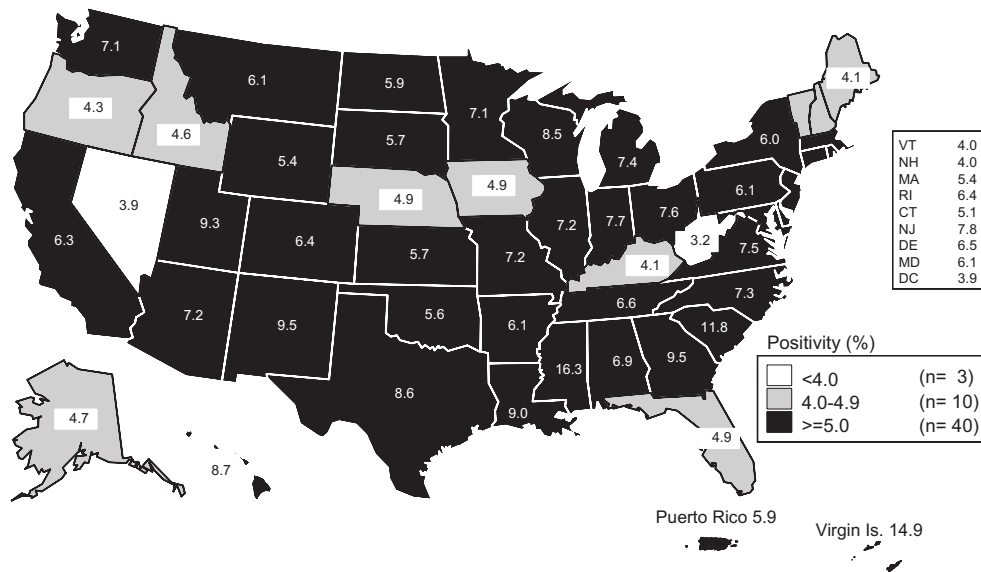 7.1
6.1
5.9
7.1
4.1
4.3
4.6
5.7
8.5
7.4
6.0
VT 4.0
NH 4.0
MA 5.4
RI 6.4
CT 5.1
NJ 7.8
DE 6.5
MD 6.1
DC 3.9
5.4
4.9
4.9
6.1
3.9
9.3
6.4
7.2
7.7
7.6
3.2
7.5
6.3
5.7
7.2
4.1
7.2
9.5
5.6
6.1
6.6
7.3
11.8
8.6
16.3
6.9
9.5
9.0
Positivity (%)
<4.0 (n= 3)
4.0-4.9 (n= 10)
>=5.0 (n= 40)
4.7
8.7
4.9
Puerto Rico 5.9
Virgin Is. 14.9